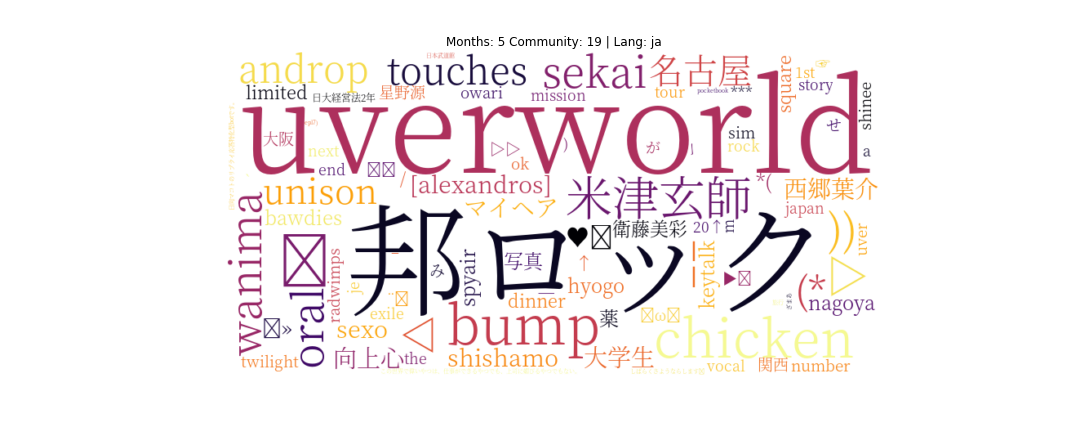 Months: 5 Community: 19 | Lang: ja
androp
touches
sekai
名古屋
square
1st
☞
limited
日大経営法2年
星野源
owari
mission
tour
pocketbook
***
story
shinee
uverworld
大阪
next
end
▷▷
ok
)
が
sim
rock
せ
a
unison
/
[alexandros]
マイヘア
米津玄師
*(
西郷葉介
japan
bawdies
邦ロック
♥
衛藤美彩
20↑
m
))
uver
wanima
oral
radwimps
み
spyair
写真
↑
hyogo
keytalk
▷
(*
nagoya
je
exile
dinner
薬
sexo
◁
bump
chicken
twilight
向上心
the
shishamo
大学生
vocal
関西
number